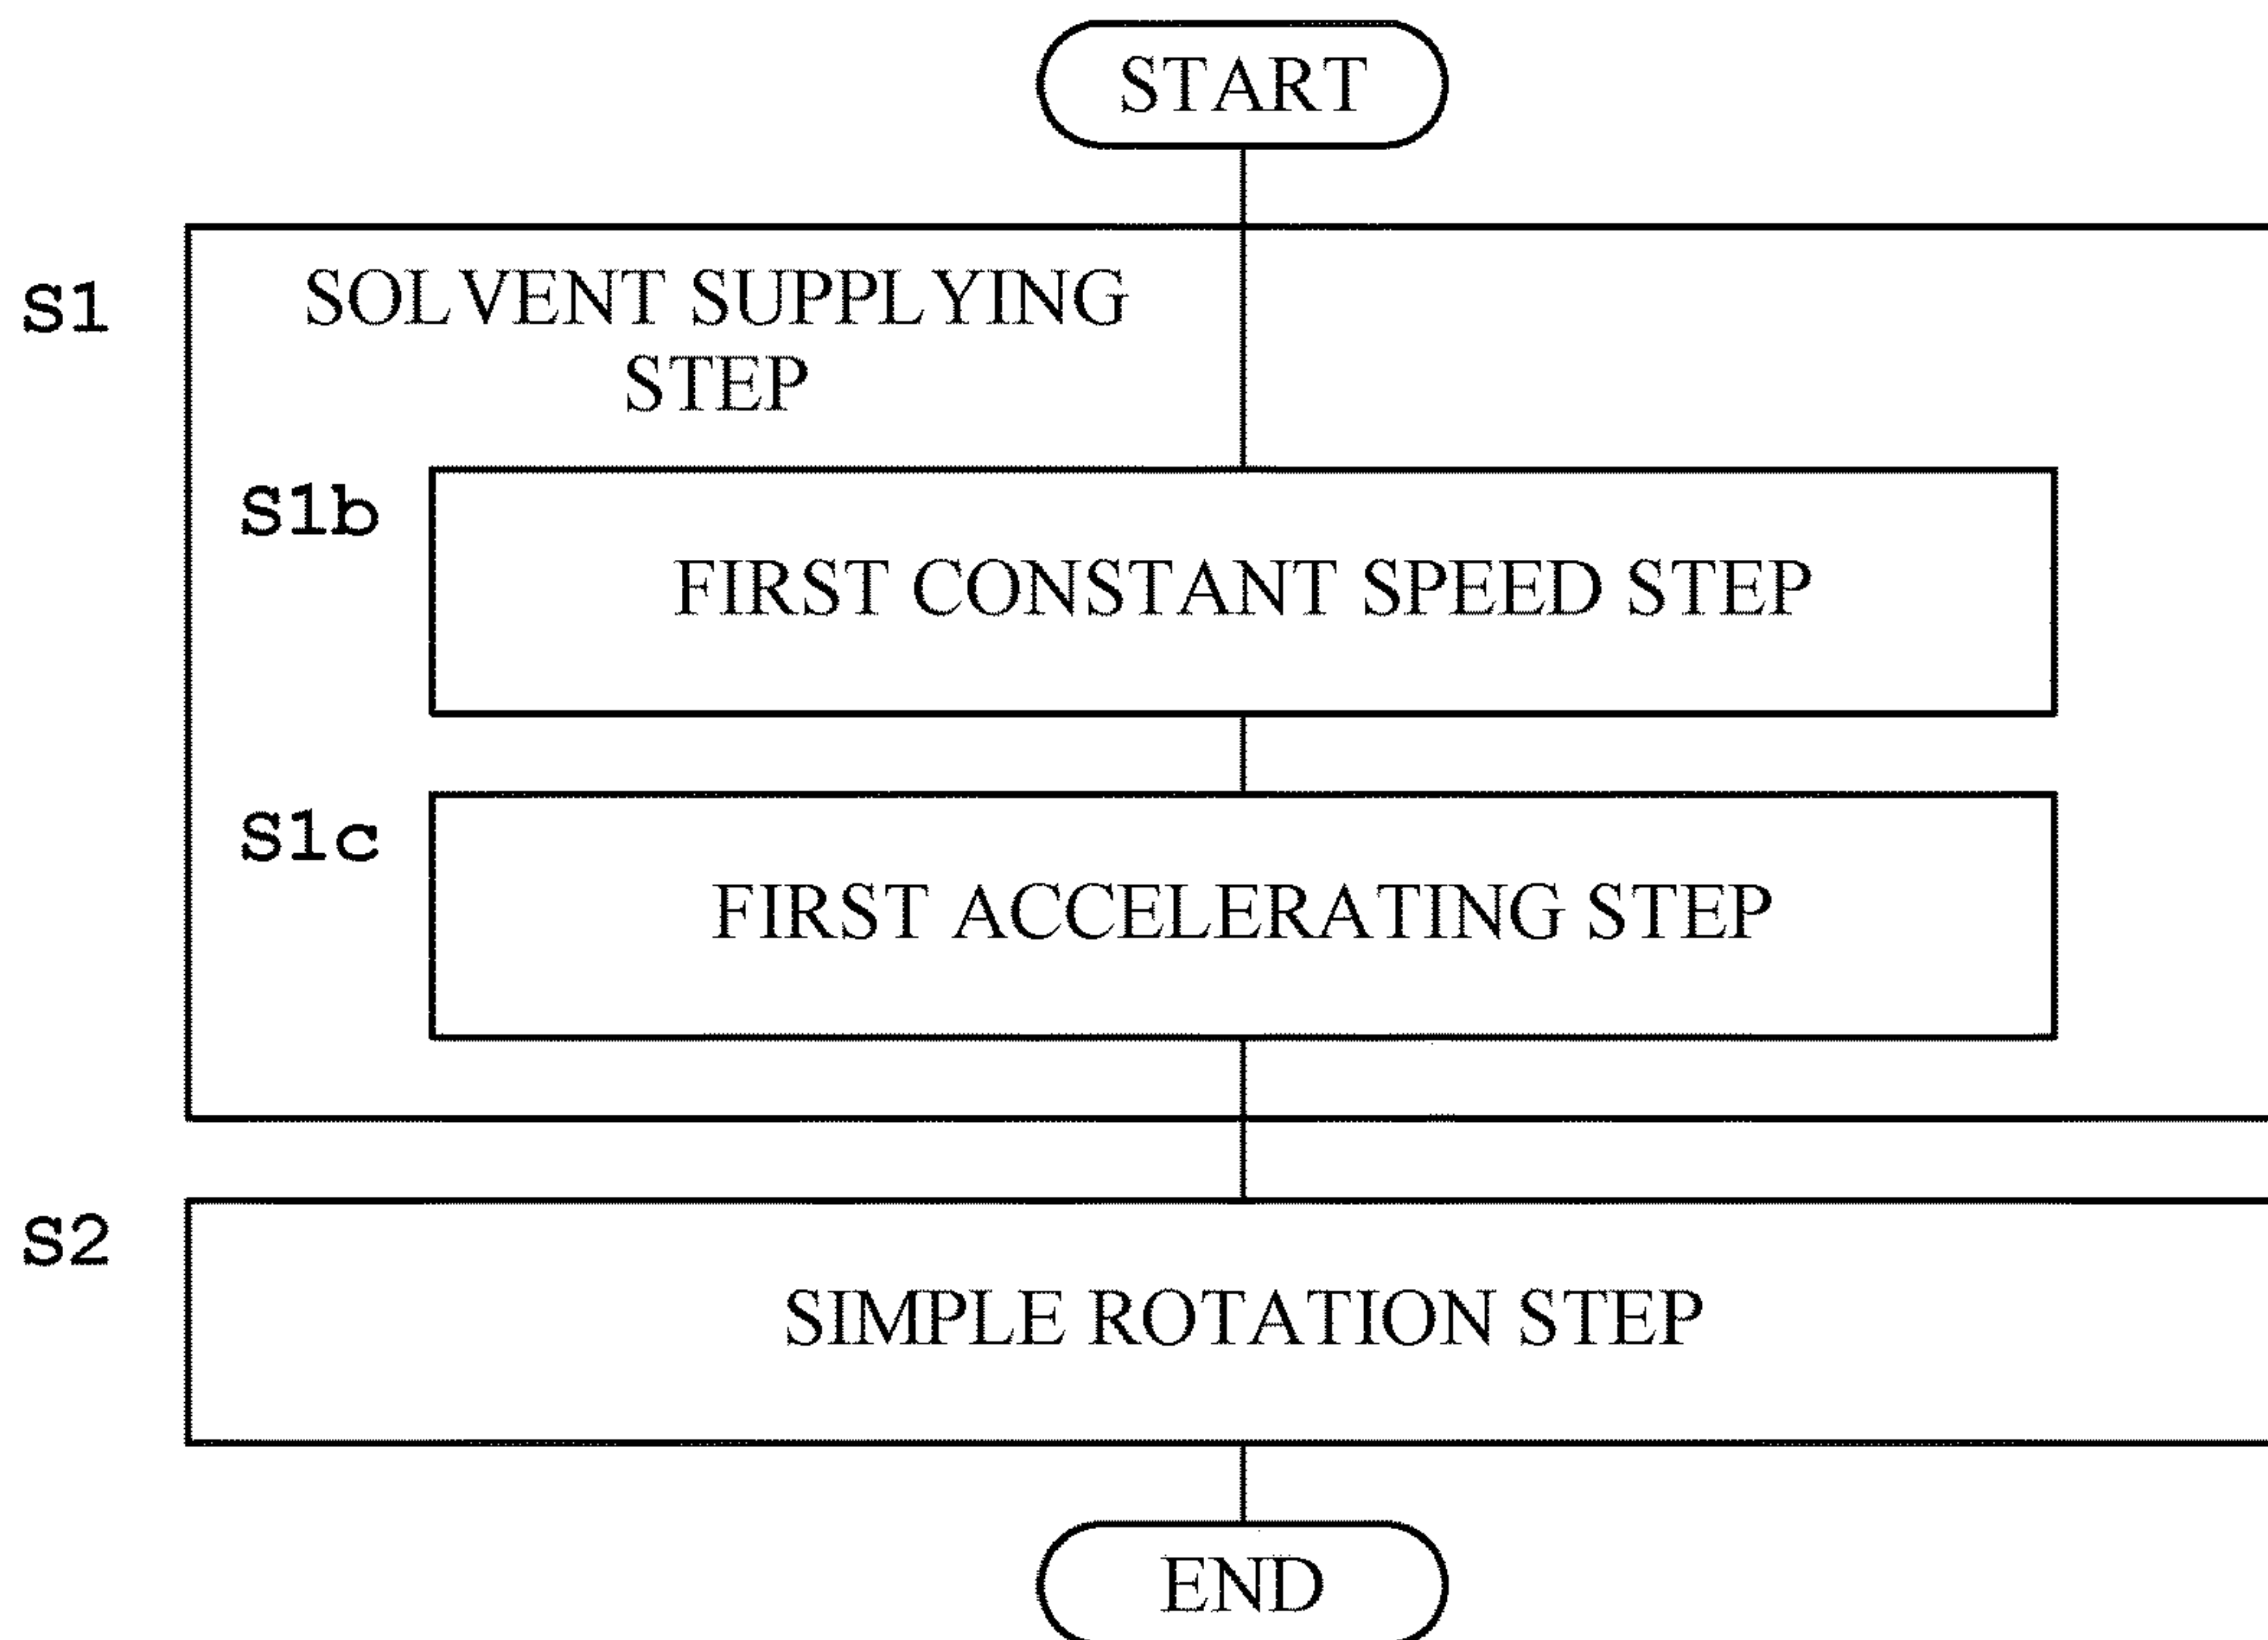 START
S1
SOLVENT SUPPLYING
STEP
S1b
FIRST CONSTANT SPEED STEP
S1c
FIRST ACCELERATING STEP
S2
SIMPLE ROTATION STEP
END